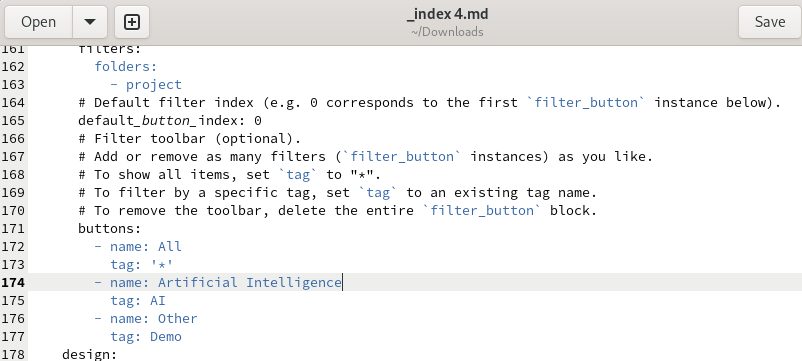 Open
_index 4.md
~/Downloads
Save
161 filters:
162 folders:
163 - project
164 # Default filter index (e.g. 0 corresponds to the first `filter_button` instance below).
165 default_button_index: 0
166 # Filter toolbar (optional).
167 # Add or remove as many filters (`filter_button` instances) as you like.
168 # To show all items, set `tag` to "*".
169 # To filter by a specific tag, set `tag` to an existing tag name.
170 # To remove the toolbar, delete the entire `filter_button` block.
171 buttons:
172 - name: All
173 tag: '*'
174 - name: Artificial Intelligence
175 tag: AI
176 - name: Other
177 tag: Demo
178 design: